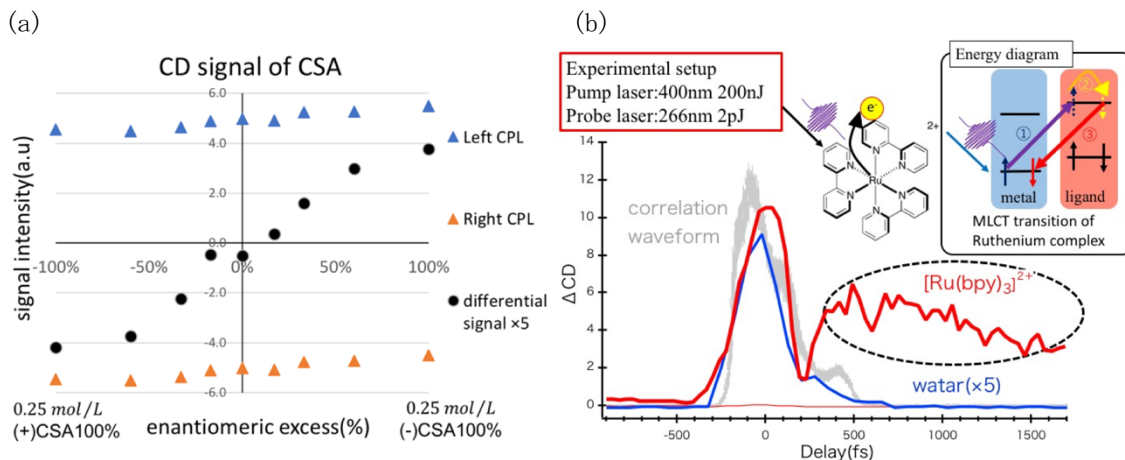 (a)
CD signal of CSA
6.0
4.0
2.0
0.0
-2.0
-4.0
-6.0
-100%
0%
100%
signal intensity(a.u)
Left CPL
Right CPL
differential
signal ×5
0.25 mol/L
(+)CSA100%
enantiomeric excess(%)
0.25 mol/L
(-)CSA100%
(b)
Experimental setup
Pump laser:400nm 200nJ
Probe laser:266nm 2pJ
e-
Ru
N
N
N
N
N
N
2+
Energy diagram
①
②
③
metal
ligand
MLCT transition of
Ruthenium complex
14
12
10
8
6
4
2
0
ΔCD
correlation
waveform
[Ru(bpy)3]2+
watar(×5)
-500
0
500
1000
1500
Delay(fs)